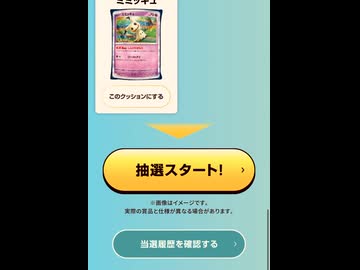 ミミッキュ
このクッションにする
抽選スタート!
※画像はイメージです。
実際の賞品と仕様が異なる場合があります。
当選履歴を確認する